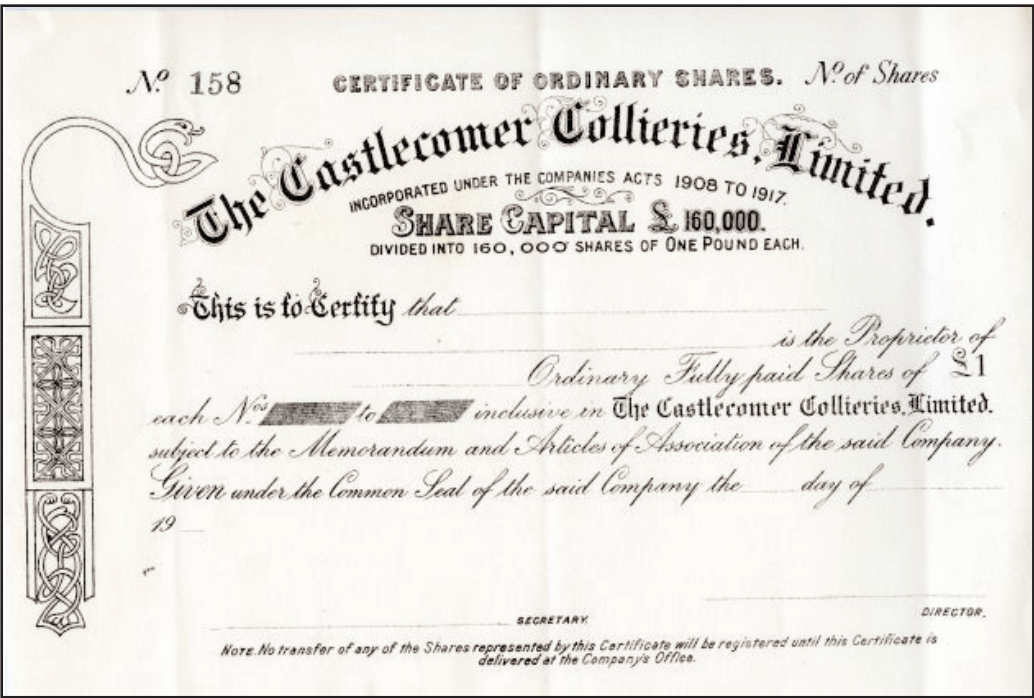 Nº 158 CERTIFICATE OF ORDINARY SHARES. Nº of Shares
The Castlecomer Collieries, Limited.
INCORPORATED UNDER THE COMPANIES ACTS 1908 TO 1917.
SHARE CAPITAL £160,000.
DIVIDED INTO 160,000 SHARES OF ONE POUND EACH.
This is to Certify that
is the Proprietor of
Ordinary Fully paid Shares of £1
each Nos to inclusive in The Castlecomer Collieries, Limited.
subject to the Memorandum and Articles of Association of the said Company.
Given under the Common Seal of the said Company the day of
19
DIRECTOR.
SECRETARY.
Note. No transfer of any of the Shares represented by this Certificate will be registered until this Certificate is
delivered at the Company's Office.